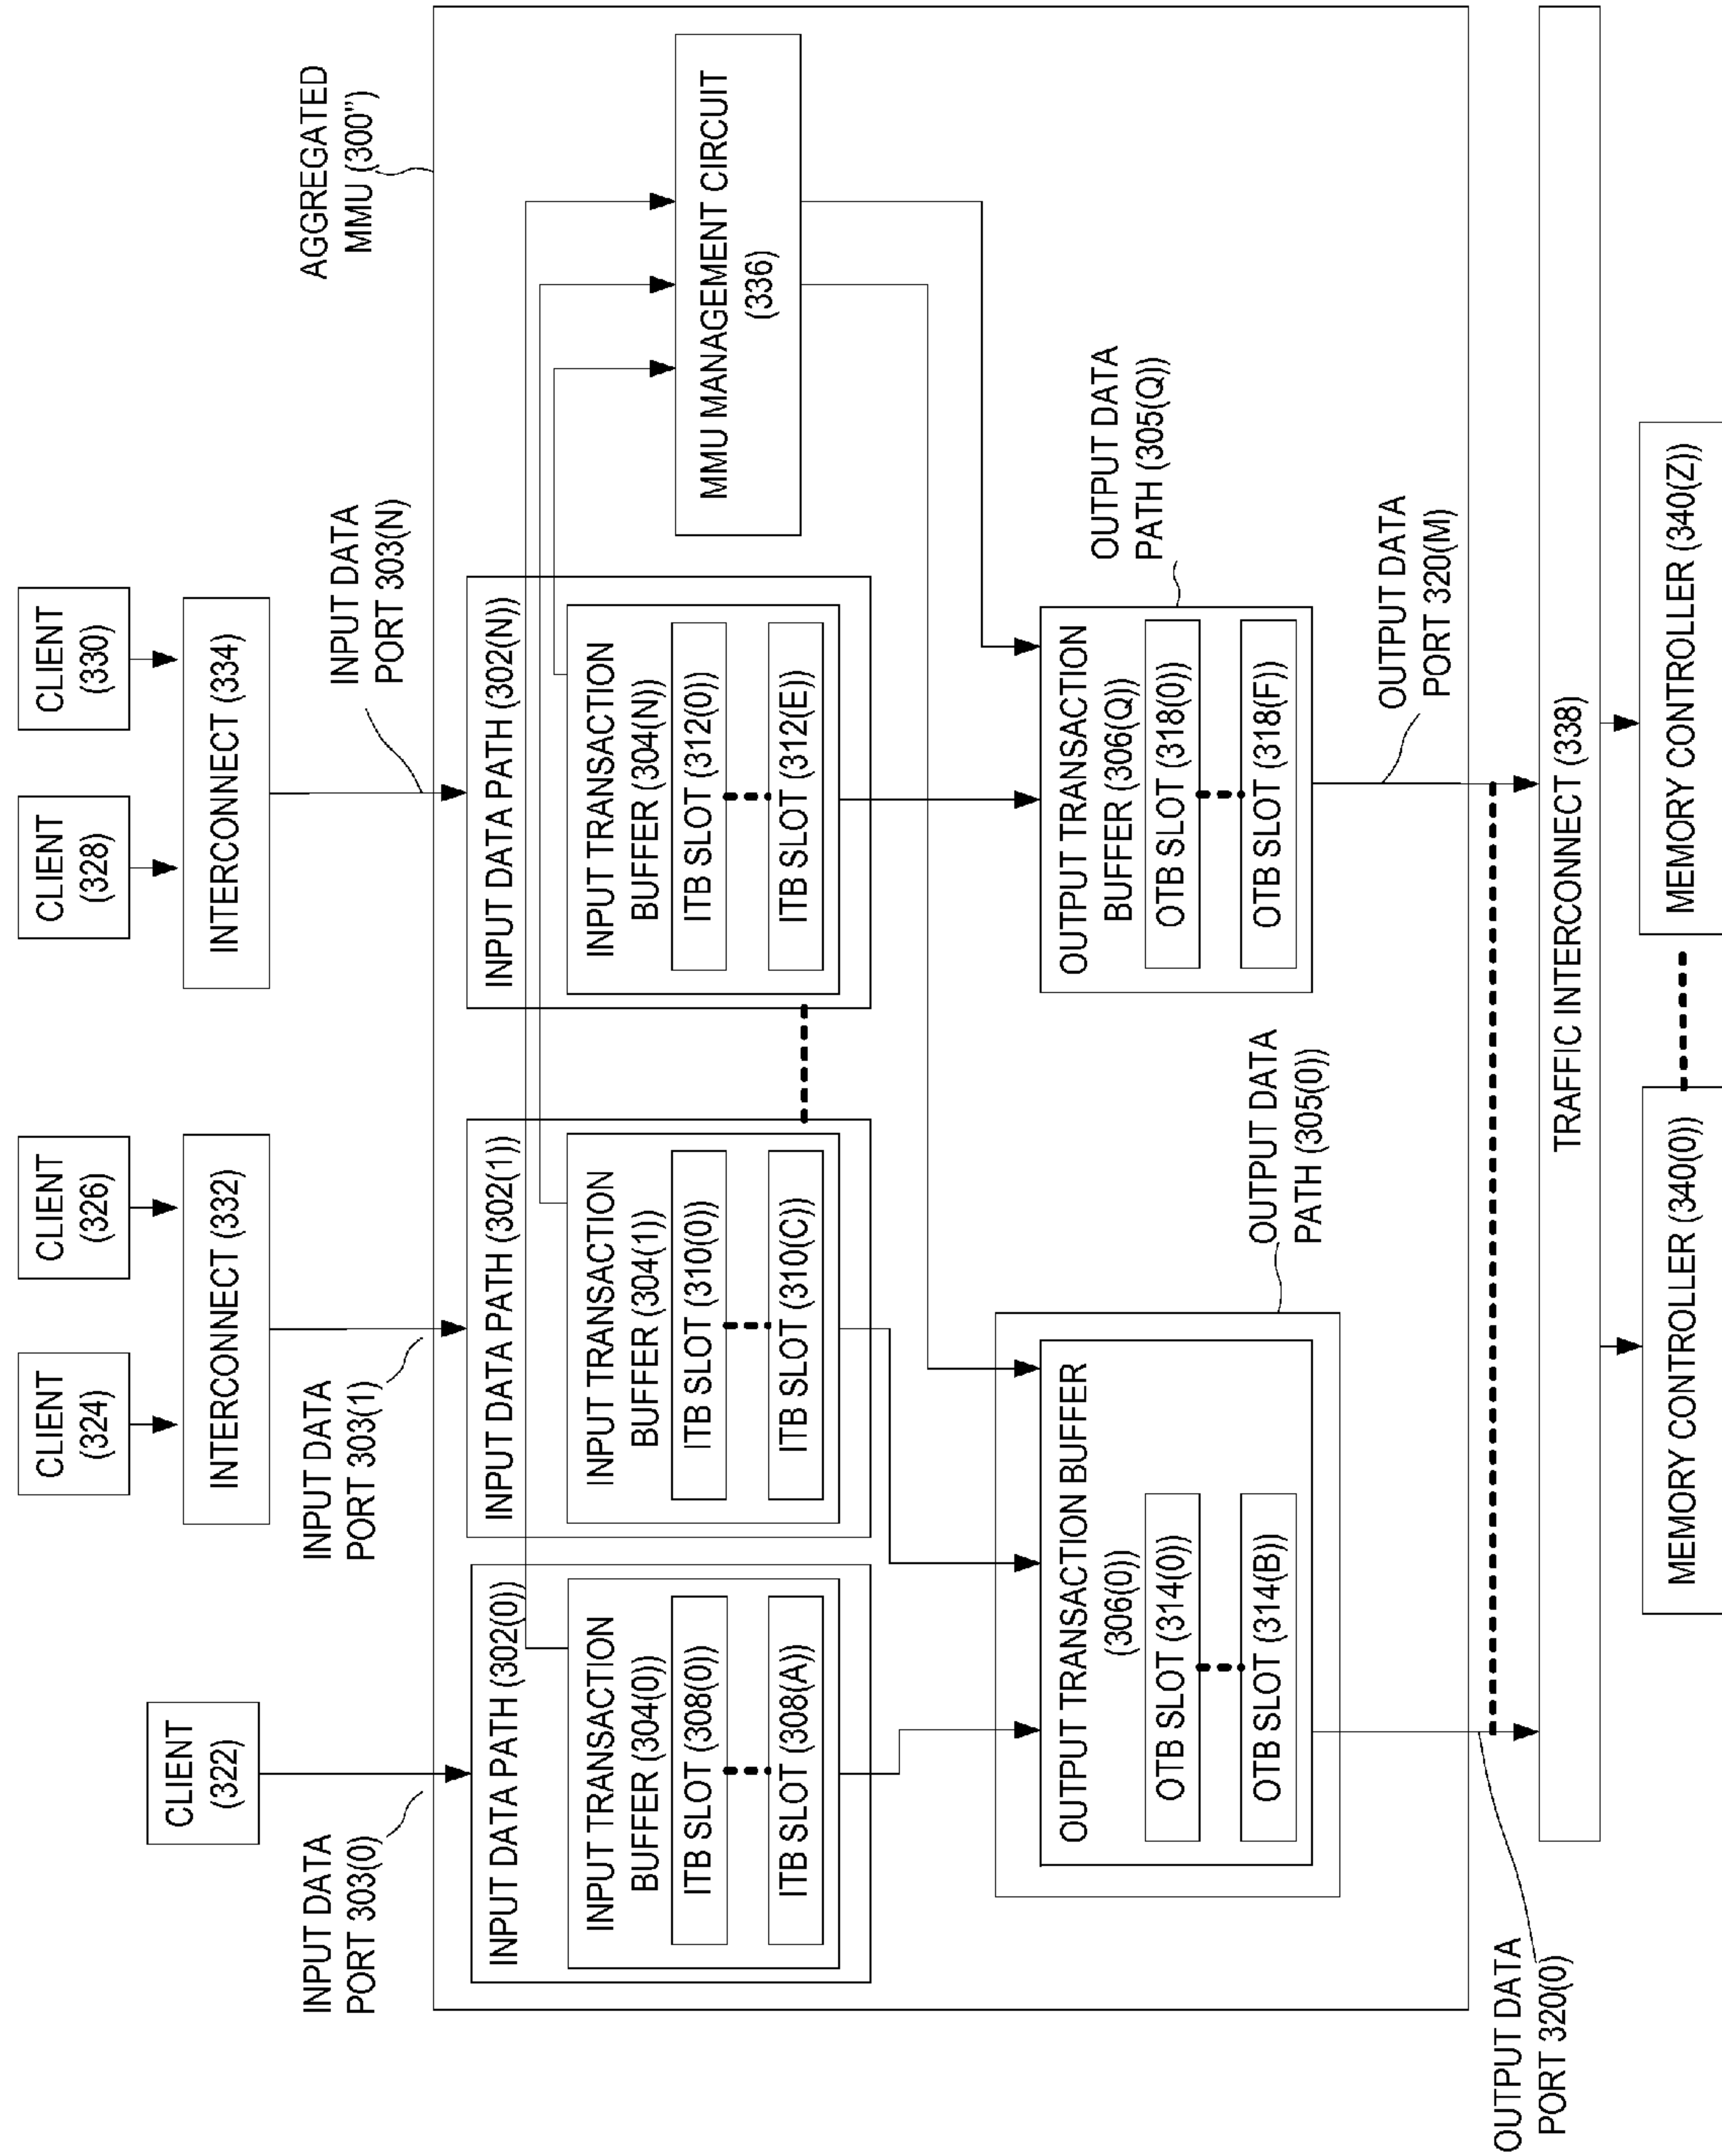 CLIENT
(322)
CLIENT
(324)
CLIENT
(326)
CLIENT
(328)
CLIENT
(330)
INTERCONNECT (332)
INTERCONNECT (334)
INPUT DATA
PORT 303(0)
INPUT DATA
PORT 303(1)
INPUT DATA
PORT 303(N)
AGGREGATED
MMU (300")
INPUT DATA PATH (302(0))
INPUT TRANSACTION
BUFFER (304(0))
ITB SLOT (308(0))
ITB SLOT (308(A))
INPUT DATA PATH (302(1))
INPUT TRANSACTION
BUFFER (304(1))
ITB SLOT (310(0))
ITB SLOT (310(C))
INPUT DATA PATH (302(N))
INPUT TRANSACTION
BUFFER (304(N))
ITB SLOT (312(0))
ITB SLOT (312(E))
MMU MANAGEMENT CIRCUIT
(336)
OUTPUT TRANSACTION BUFFER
(306(0))
OTB SLOT (314(0))
OTB SLOT (314(B))
OUTPUT DATA
PATH (305(0))
OUTPUT TRANSACTION
BUFFER (306(Q))
OTB SLOT (318(0))
OTB SLOT (318(F))
OUTPUT DATA
PATH (305(Q))
OUTPUT DATA
PORT 320(0)
OUTPUT DATA
PORT 320(M)
TRAFFIC INTERCONNECT (338)
MEMORY CONTROLLER (340(0))
MEMORY CONTROLLER (340(Z))